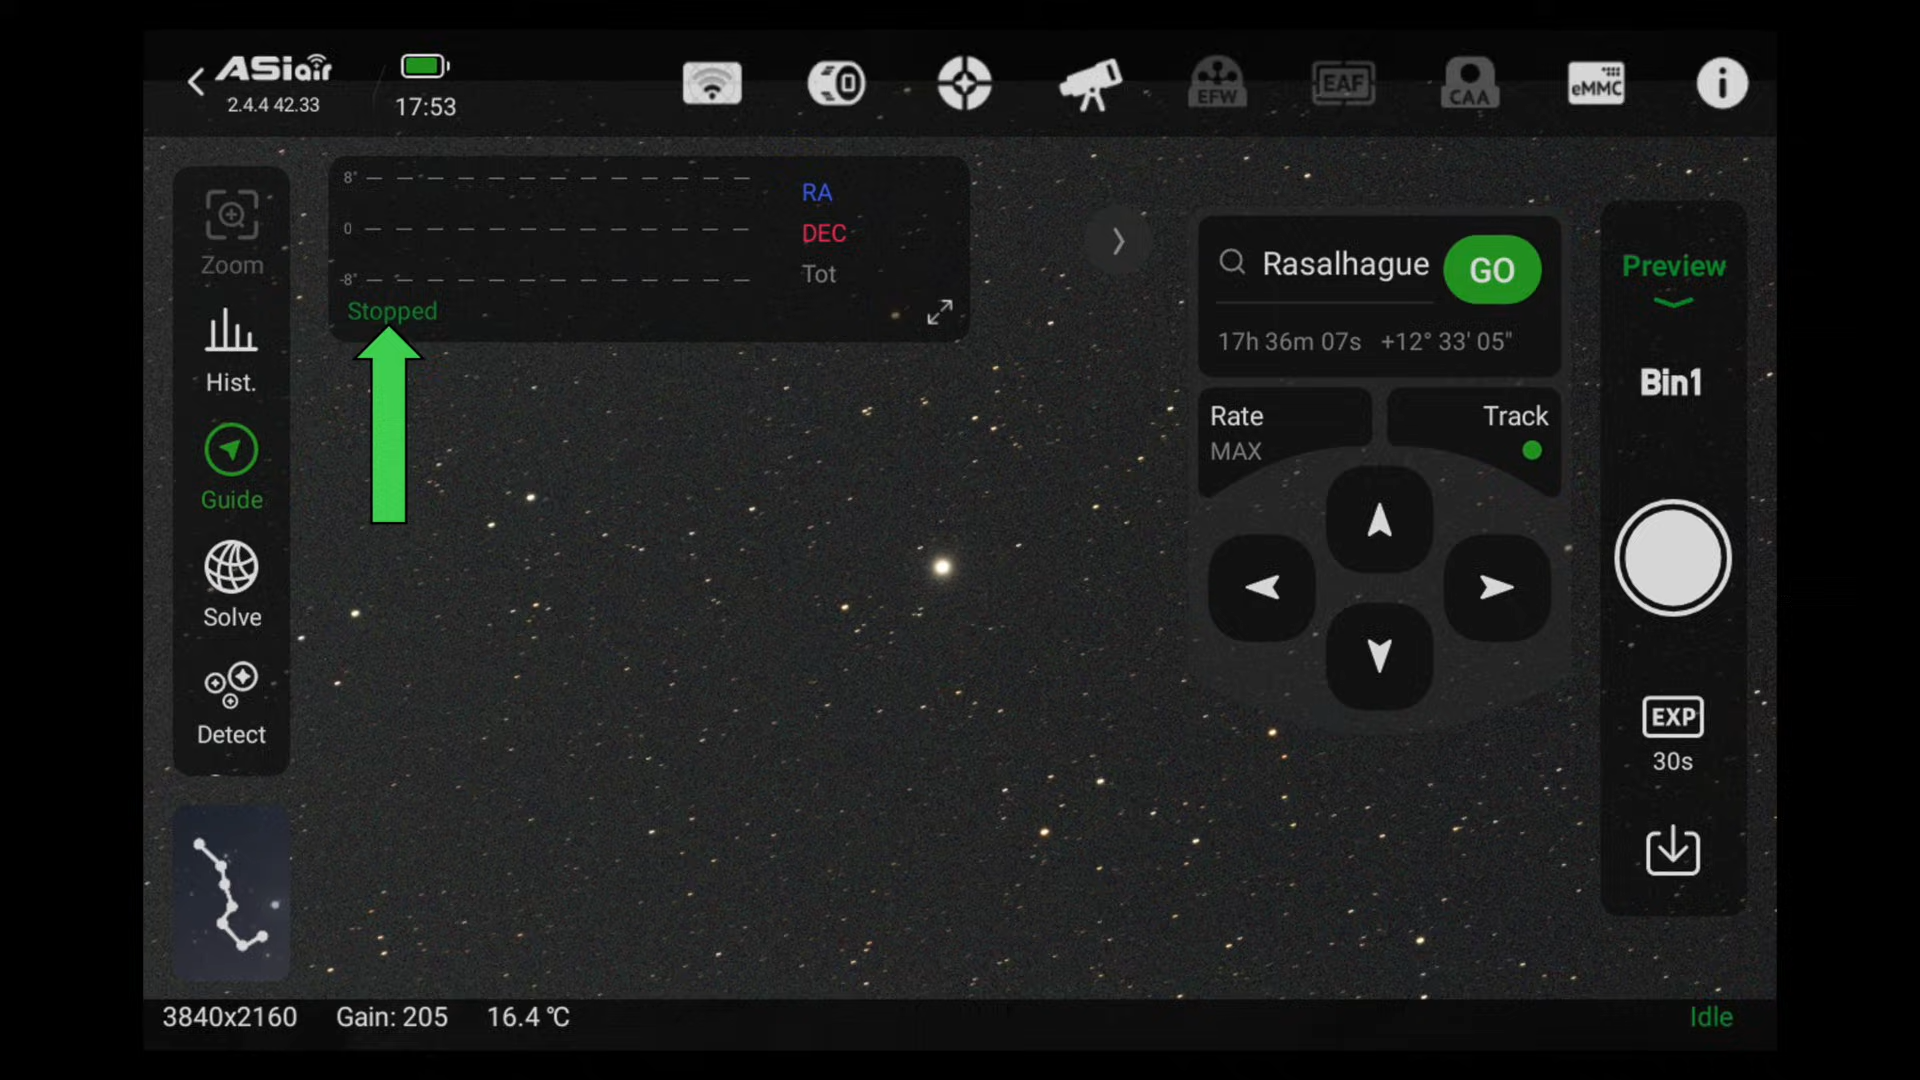 ASiair
2.4.4 42.33
17:53
EFW
EAF
CAA
eMMC
Zoom
Hist.
Guide
Solve
Detect
8"
0
-8"
RA
DEC
Tot
Stopped
Rasalhague
GO
17h 36m 07s +12° 33' 05"
Rate
MAX
Track
Preview
Bin1
EXP
30s
3840x2160 Gain: 205 16.4 ℃
Idle